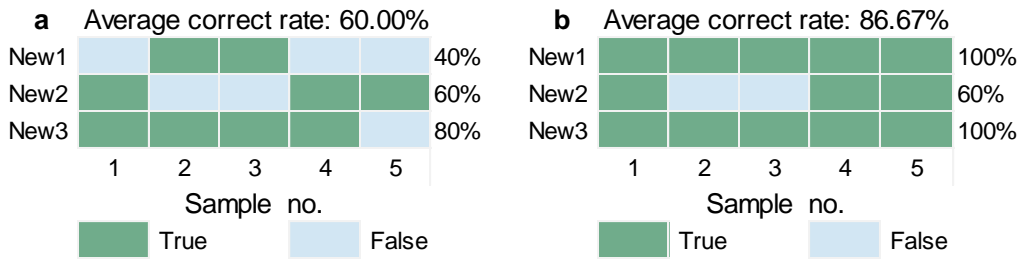 a Average correct rate: 60.00%
New1 40%
New2 60%
New3 80%
1 2 3 4 5
Sample no.
True False
b Average correct rate: 86.67%
New1 100%
New2 60%
New3 100%
1 2 3 4 5
Sample no.
True False